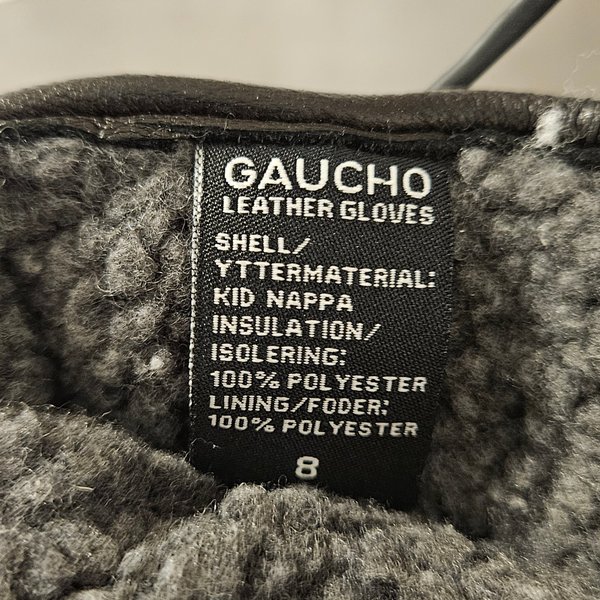 GAUCHO
LEATHER GLOVES
SHELL/
YTTERMATERIAL:
KID NAPPA
INSULATION/
ISOLERING:
100% POLYESTER
LINING/FODER:
100% POLYESTER
8